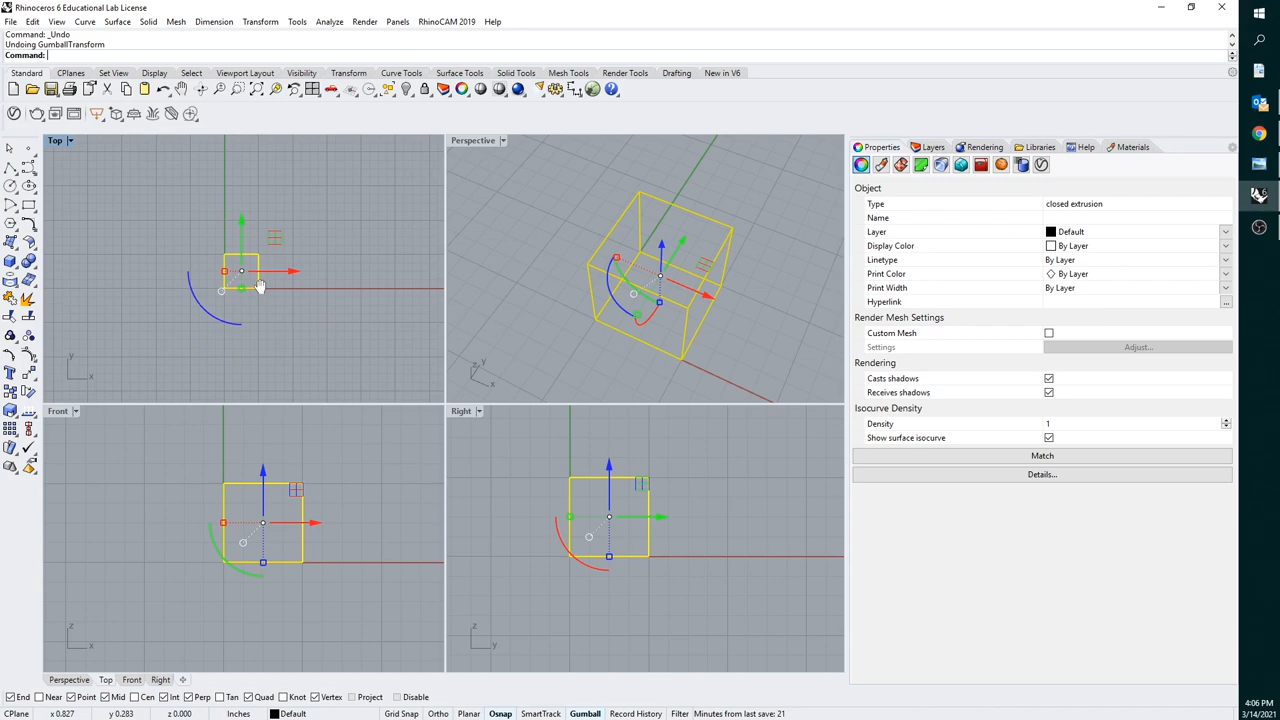 Rhinoceros 6 Educational Lab License
File Edit View Curve Surface Solid Mesh Dimension Transform Tools Analyze Render Panels RhinoCAM 2019 Help
Command: _Undo
Undoing GumballTransform
Command:
Standard CPlanes Set View Display Select Viewport Layout Visibility Transform Curve Tools Surface Tools Solid Tools Mesh Tools Render Tools Drafting New in V6
Top
Perspective
y
x
z
y
x
Front
Right
z
x
z
y
Properties Layers Rendering Libraries Help Materials
Object
Type closed extrusion
Name
Layer Default
Display Color By Layer
Linetype By Layer
Print Color By Layer
Print Width By Layer
Hyperlink ...
Render Mesh Settings
Custom Mesh
Settings Adjust...
Rendering
Casts shadows
Receives shadows
Isocurve Density
Density 1
Show surface isocurve
Match
Details...
Perspective Top Front Right
End Near Point Mid Cen Int Perp Tan Quad Knot Vertex Project Disable
CPlane x 0.827 y 0.283 z 0.000 Inches Default Grid Snap Ortho Planar Osnap SmartTrack Gumball Record History Filter Minutes from last save: 21
4:06 PM
3/14/2021